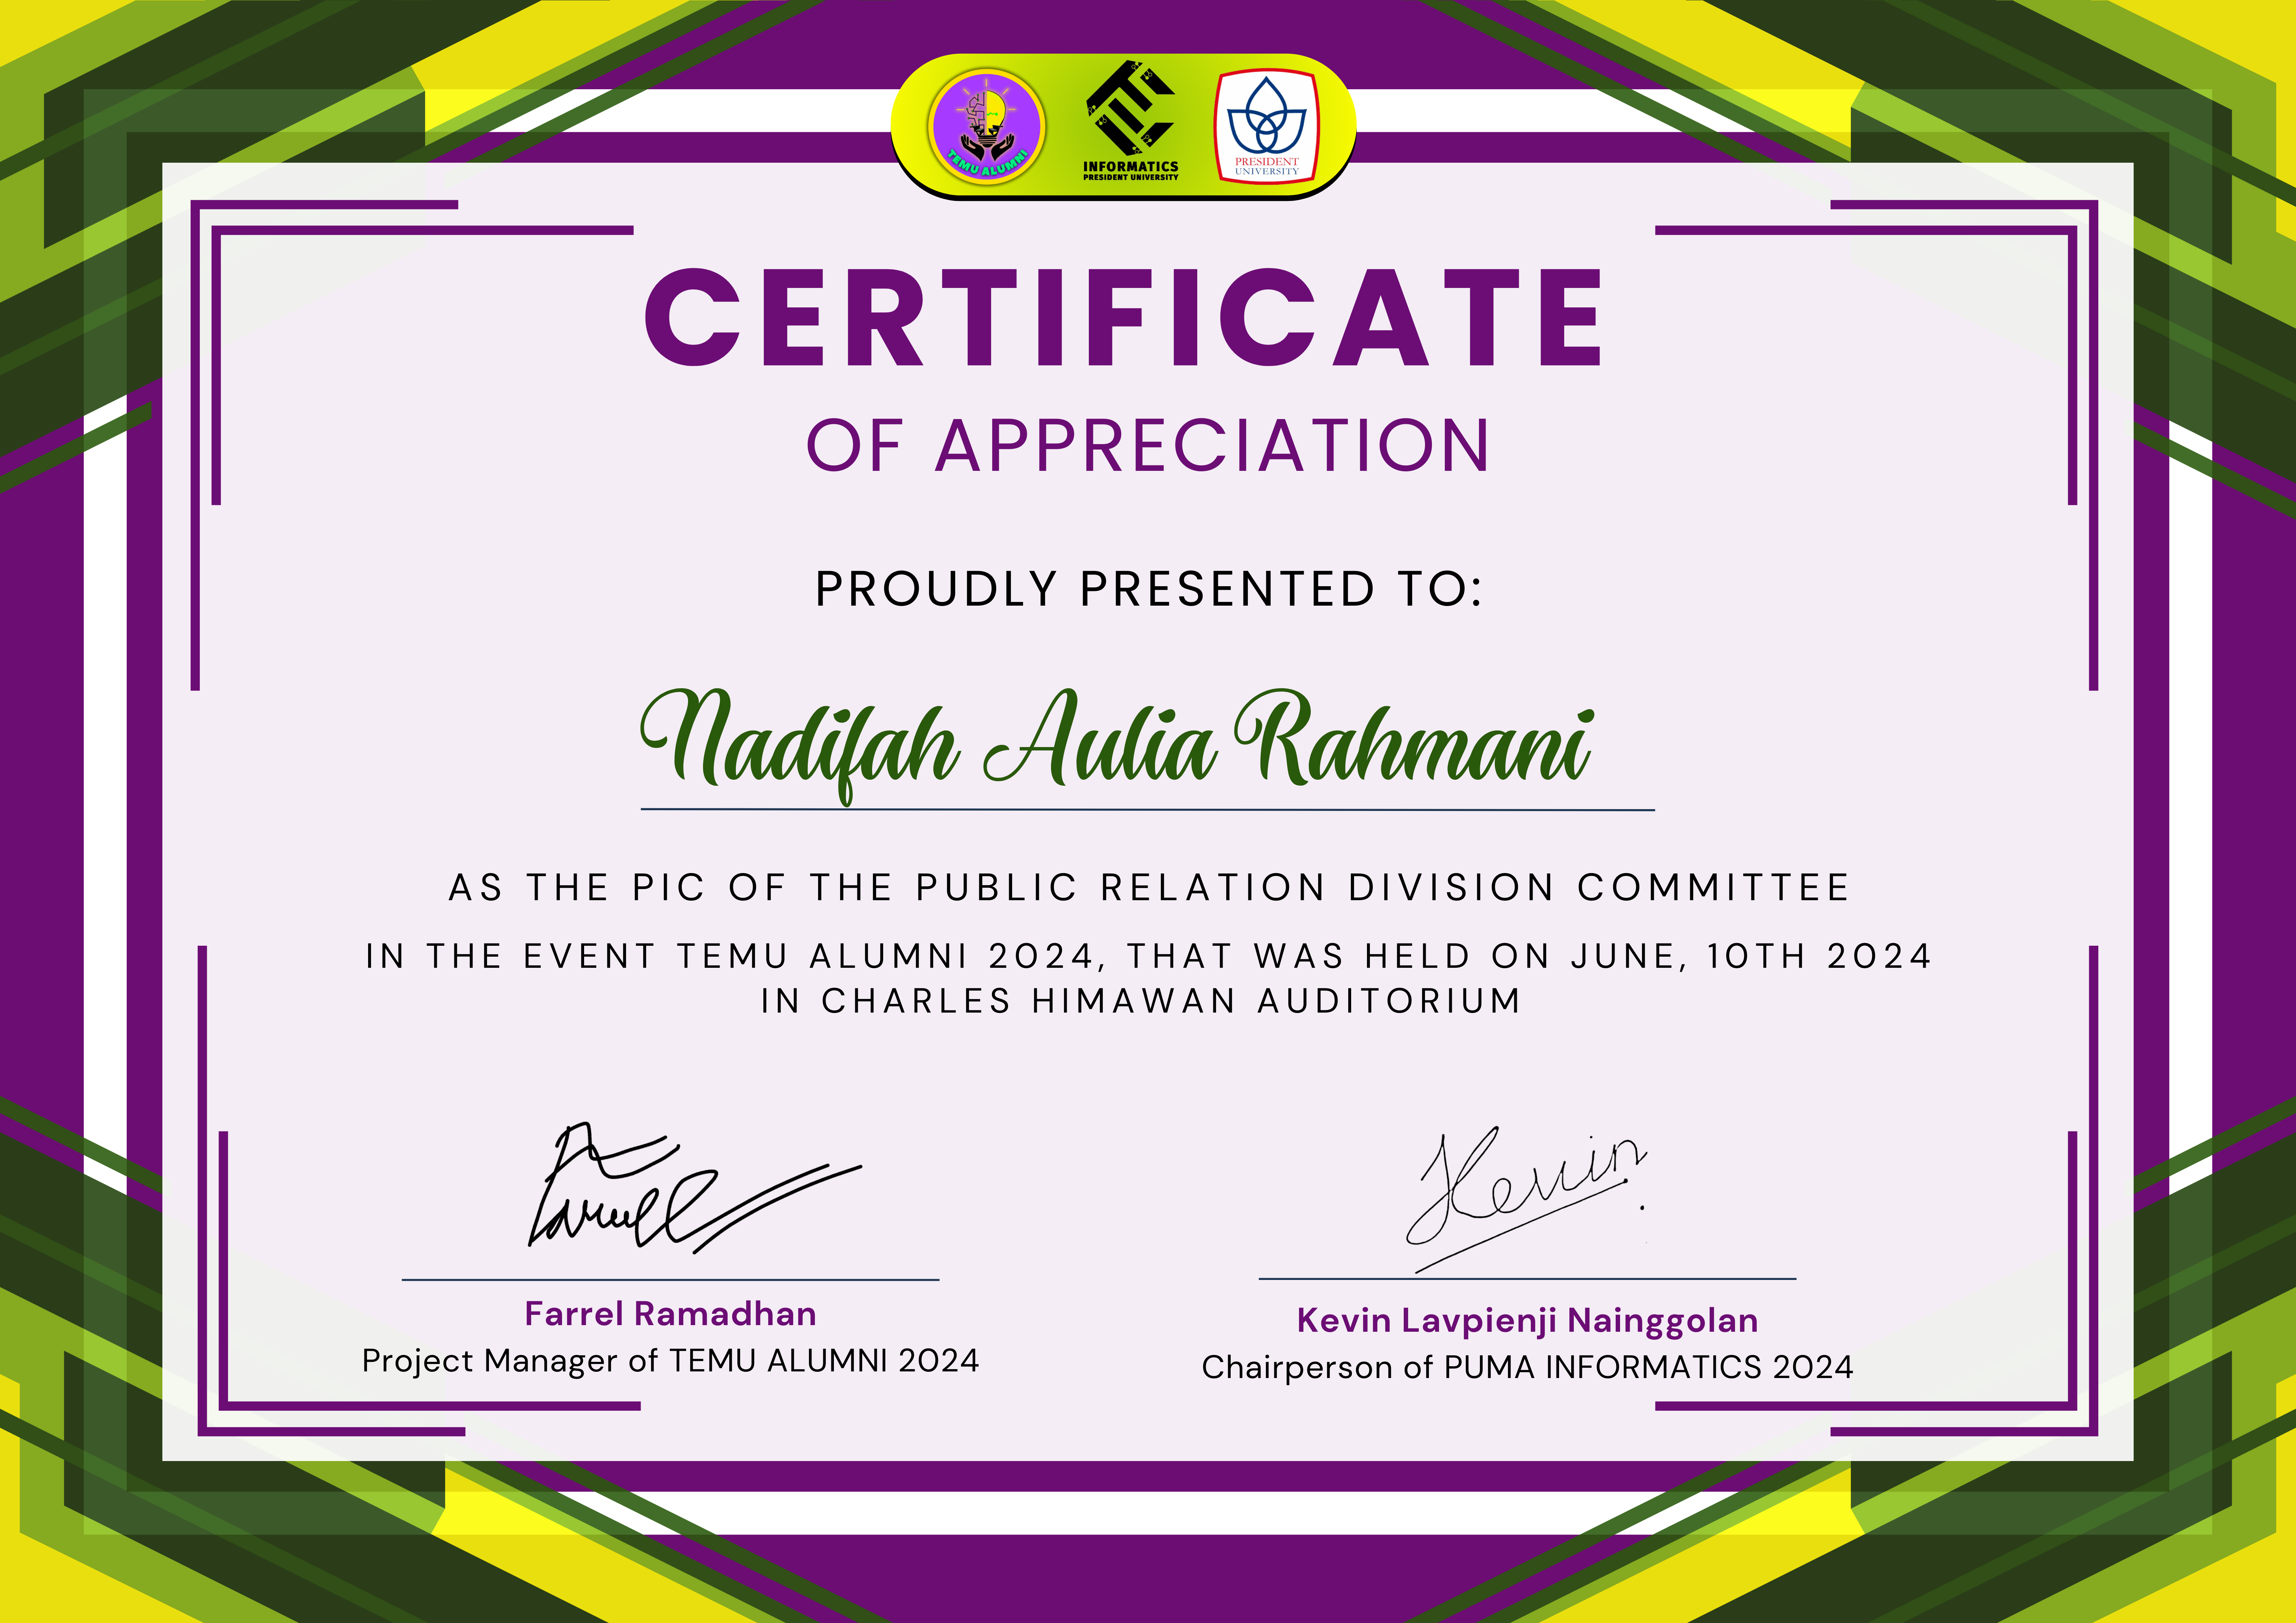 TEMU ALUMNI
INFORMATICS
PRESIDENT UNIVERSITY
PRESIDENT
UNIVERSITY
CERTIFICATE
OF APPRECIATION
PROUDLY PRESENTED TO:
Nadifah Aulia Rahmani
AS THE PIC OF THE PUBLIC RELATION DIVISION COMMITTEE
IN THE EVENT TEMU ALUMNI 2024, THAT WAS HELD ON JUNE, 10TH 2024
IN CHARLES HIMAWAN AUDITORIUM
Kevin
Farrel Ramadhan
Project Manager of TEMU ALUMNI 2024
Kevin Lavpienji Nainggolan
Chairperson of PUMA INFORMATICS 2024